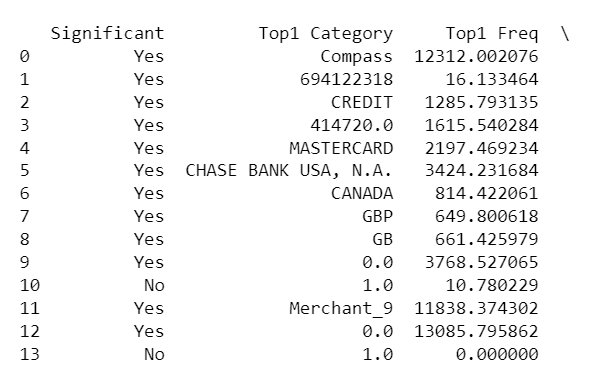 Significant Top1 Category Top1 Freq \
0 Yes Compass 12312.002076
1 Yes 694122318 16.133464
2 Yes CREDIT 1285.793135
3 Yes 414720.0 1615.540284
4 Yes MASTERCARD 2197.469234
5 Yes CHASE BANK USA, N.A. 3424.231684
6 Yes CANADA 814.422061
7 Yes GBP 649.800618
8 Yes GB 661.425979
9 Yes 0.0 3768.527065
10 No 1.0 10.780229
11 Yes Merchant_9 11838.374302
12 Yes 0.0 13085.795862
13 No 1.0 0.000000